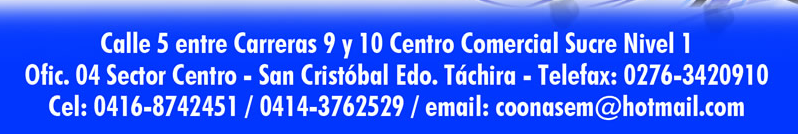 Calle 5 entre Carreras 9 y 10 Centro Comercial Sucre Nivel 1
Ofic. 04 Sector Centro - San Cristóbal Edo. Táchira - Telefax: 0276-3420910
Cel: 0416-8742451 / 0414-3762529 / email: coonasem@hotmail.com